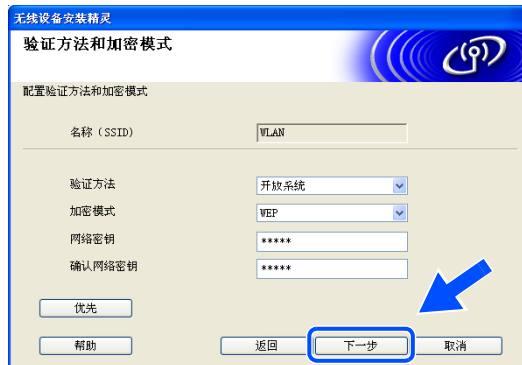 无线设备安装精灵
验证方法和加密模式
配置验证方法和加密模式
名称（SSID） WLAN
验证方法 开放系统
加密模式 WEP
网络密钥 *****
确认网络密钥 *****
优先
帮助 返回 下一步 取消